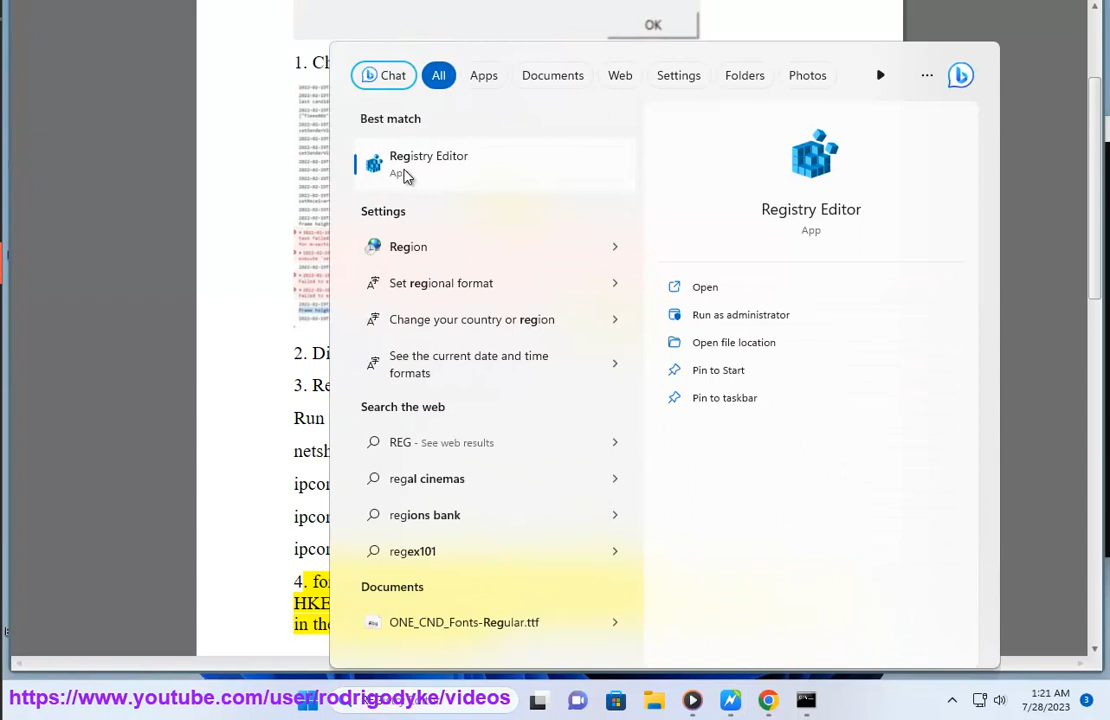 OK
1. Ch
Chat All Apps Documents Web Settings Folders Photos
Best match
Registry Editor
App
Registry Editor
App
Settings
Region
Set regional format
Change your country or region
See the current date and time
formats
Open
Run as administrator
Open file location
Pin to Start
Pin to taskbar
Search the web
REG - See web results
regal cinemas
regions bank
regex101
Documents
ONE_CND_Fonts-Regular.ttf
2. Di
3. Re
Run
netsh
ipcon
ipcon
ipcon
4. for
HKE
in the
https://www.youtube.com/user/rodrigodyke/videos
1:21 AM
7/28/2023
3